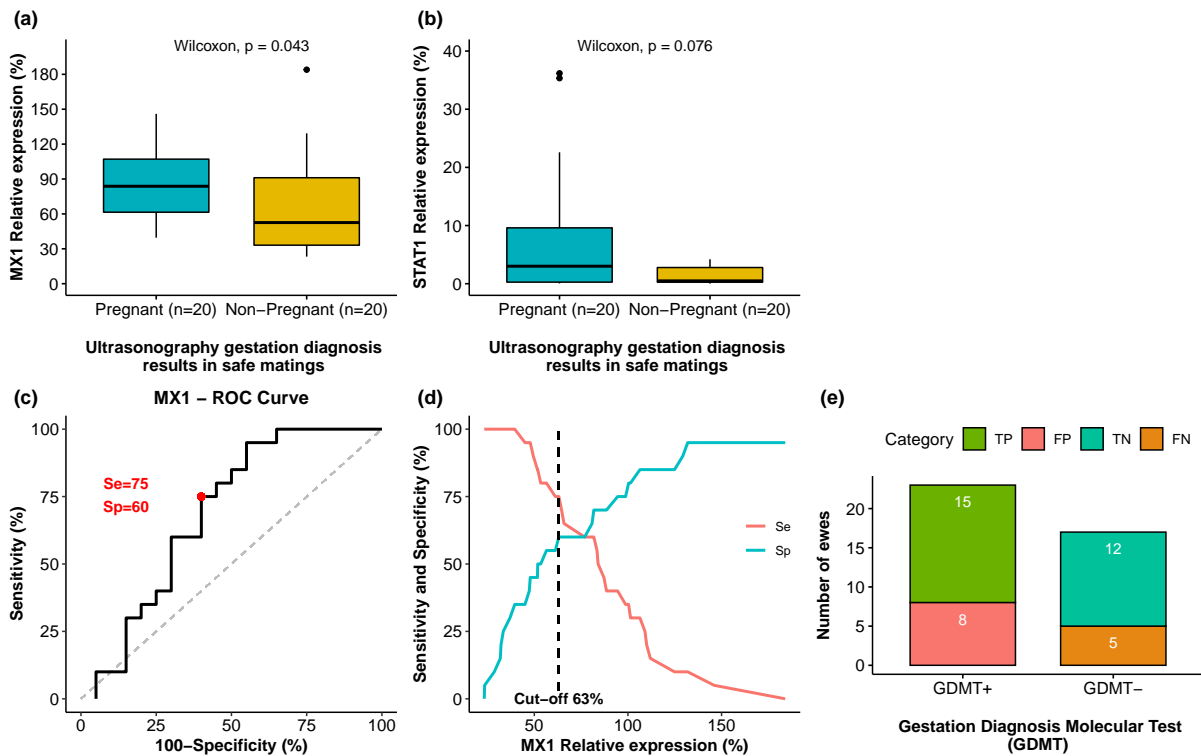 (a)
Wilcoxon, p = 0.043
MX1 Relative expression (%)
180
150
120
90
60
30
0
Pregnant (n=20)
Non−Pregnant (n=20)
Ultrasonography gestation diagnosis
results in safe matings
(b)
Wilcoxon, p = 0.076
STAT1 Relative expression (%)
40
30
20
10
0
Pregnant (n=20)
Non−Pregnant (n=20)
Ultrasonography gestation diagnosis
results in safe matings
(c)
MX1 − ROC Curve
Sensitivity (%)
100
75
50
25
0
Se=75
Sp=60
0
25
50
75
100
100−Specificity (%)
(d)
Sensitivity and Specificity (%)
100
75
50
25
0
Se
Sp
Cut−off 63%
50
100
150
MX1 Relative expression (%)
(e)
Category
TP
FP
TN
FN
Number of ewes
20
15
10
5
0
15
8
12
5
GDMT+
GDMT−
Gestation Diagnosis Molecular Test
(GDMT)